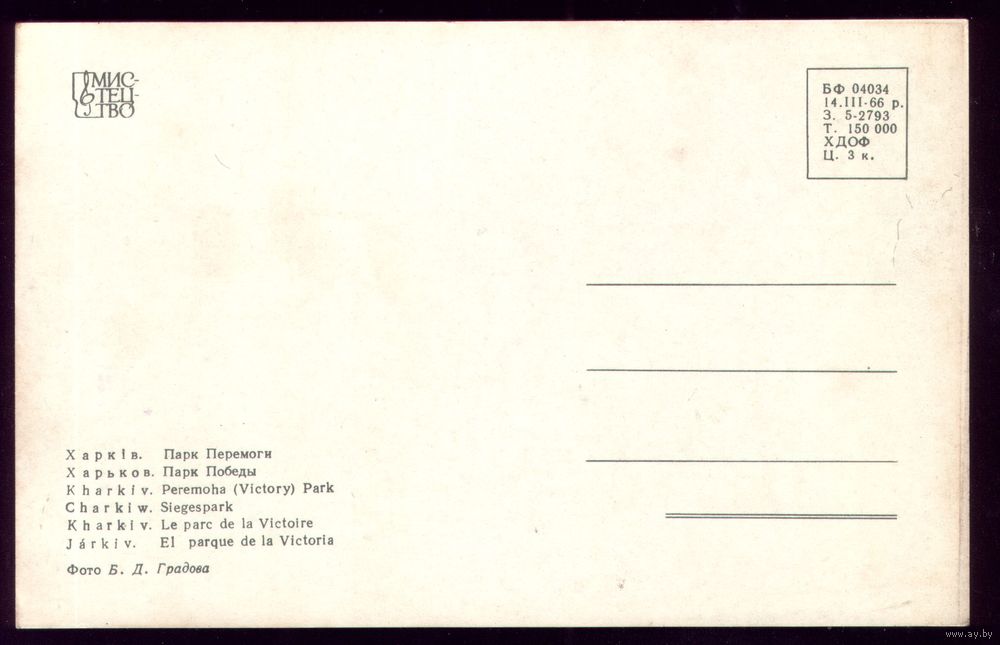 МИС-
ТЕЦ-
ТВО
БФ 04034
14.III-66 р.
З. 5-2793
Т. 150 000
ХДОФ
Ц. 3 к.
Харкiв. Парк Перемоги
Харьков. Парк Победы
Kharkiv. Peremoha (Victory) Park
Charkiw. Siegespark
Kharkiv. Le parc de la Victoire
Járkiv. El parque de la Victoria
Фото Б. Д. Градова
www.ay.by